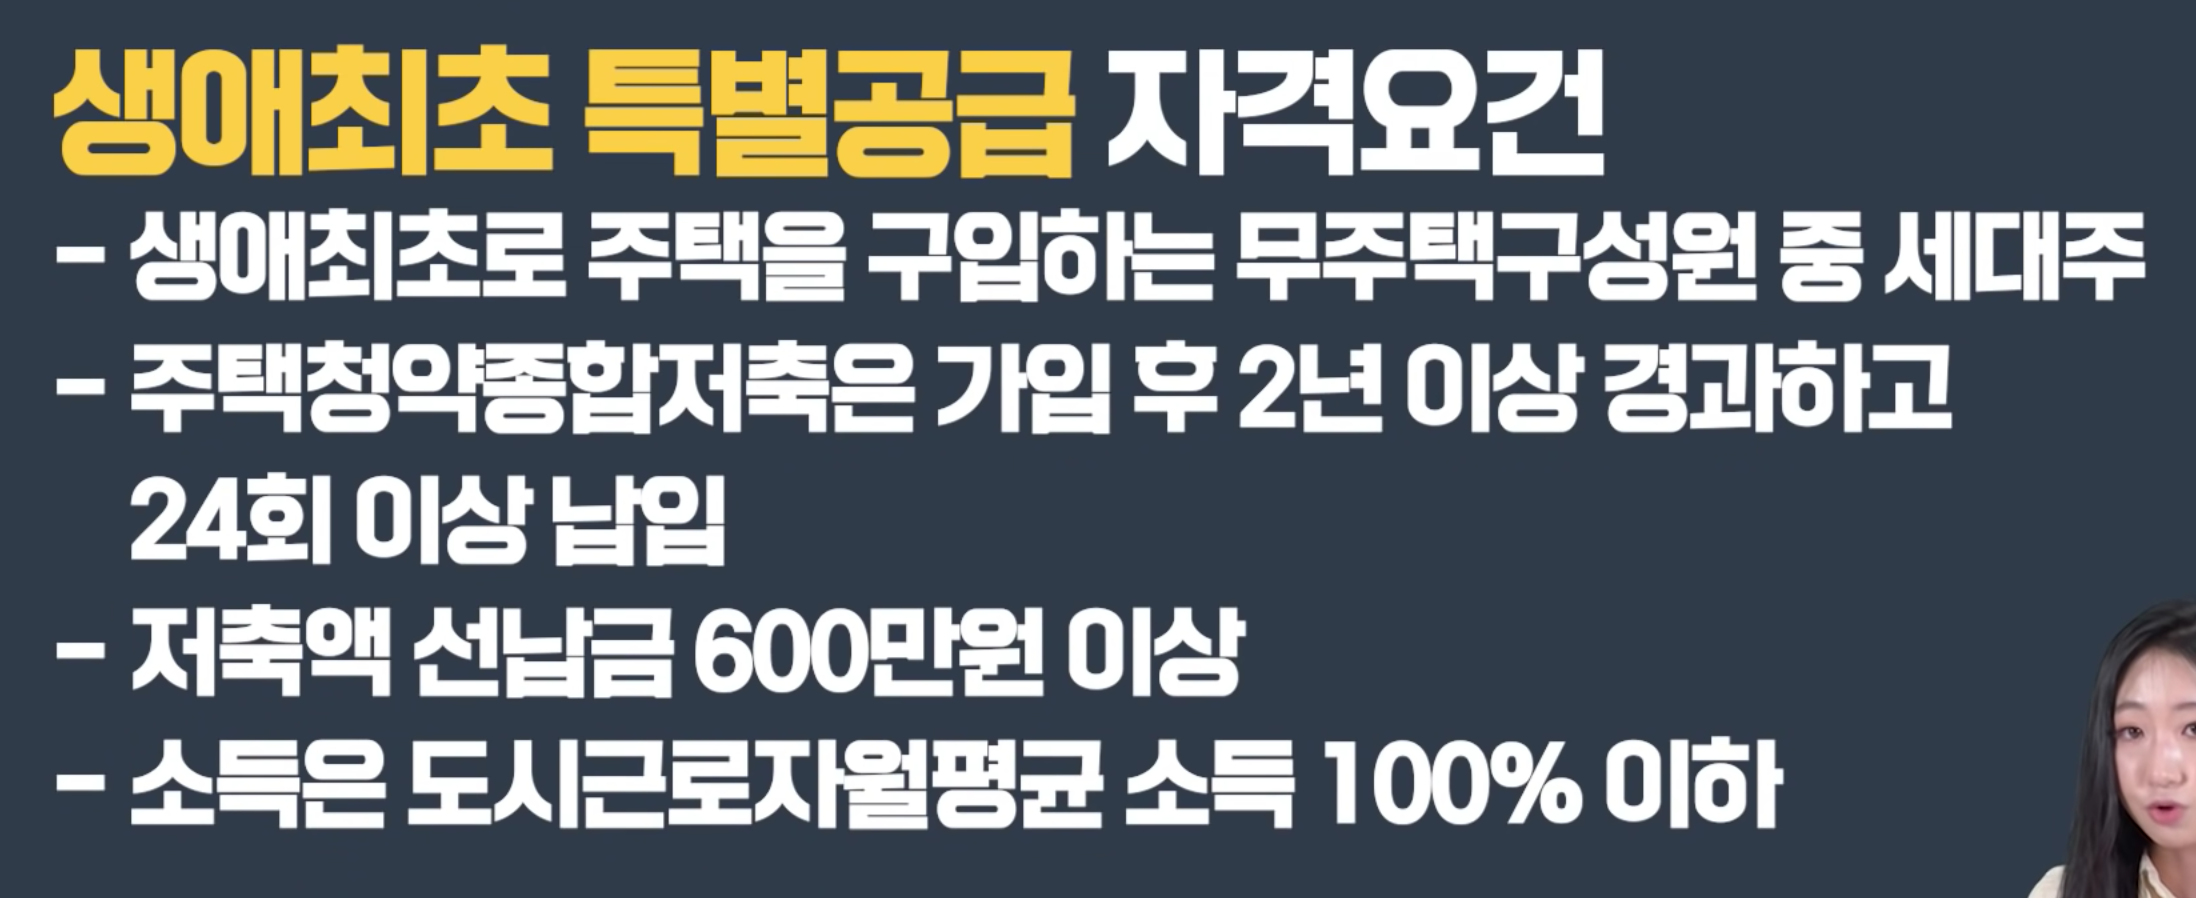 생애최초 특별공급 자격요건
- 생애최초로 주택을 구입하는 무주택구성원 중 세대주
- 주택청약종합저축은 가입 후 2년 이상 경과하고
24회 이상 납입
- 저축액 선납금 600만원 이상
- 소득은 도시근로자월평균 소득 100% 이하